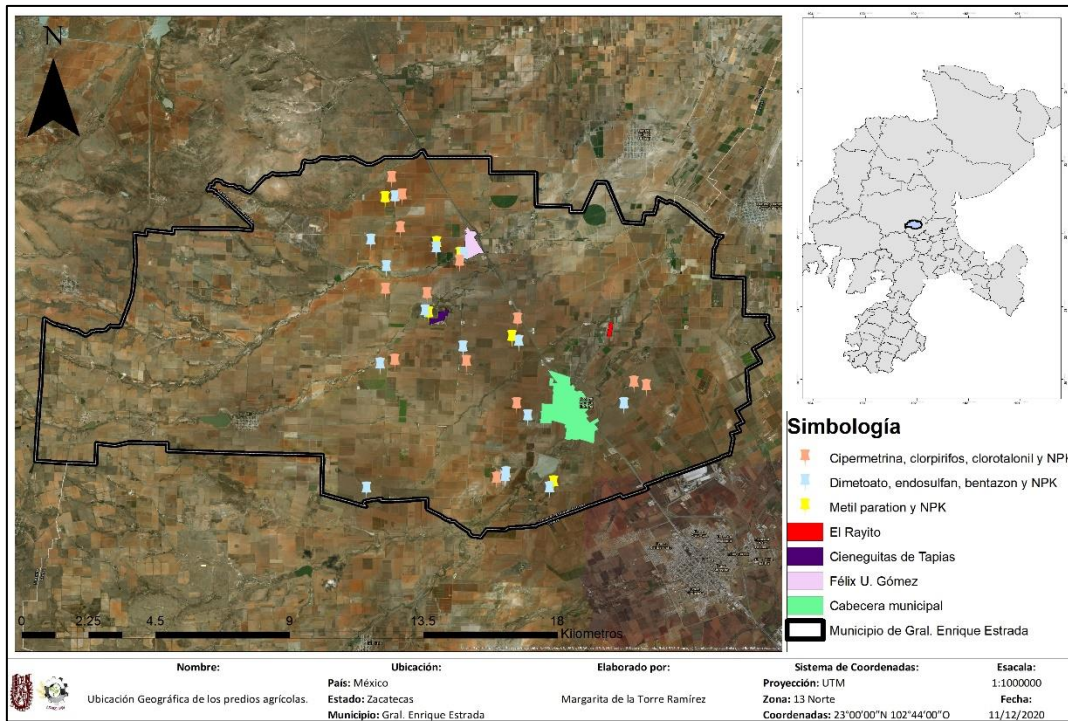 N
0 2.25 4.5 9 13.5 18
Kilometros
Simbología
Cipermetrina, clorpirifos, clorotalonil y NPK
Dimetoato, endosulfan, bentazon y NPK
Metil paration y NPK
El Rayito
Cieneguitas de Tapias
Félix U. Gómez
Cabecera municipal
Municipio de Gral. Enrique Estrada
Nombre:
Ubicación Geográfica de los predios agrícolas.
Ubicación:
País: México
Estado: Zacatecas
Municipio: Gral. Enrique Estrada
Elaborado por:
Margarita de la Torre Ramírez
Sistema de Coordenadas:
Proyección: UTM
Zona: 13 Norte
Coordenadas: 23°00'00"N 102°44'00"O
Esacala:
1:1000000
Fecha:
11/12/2020